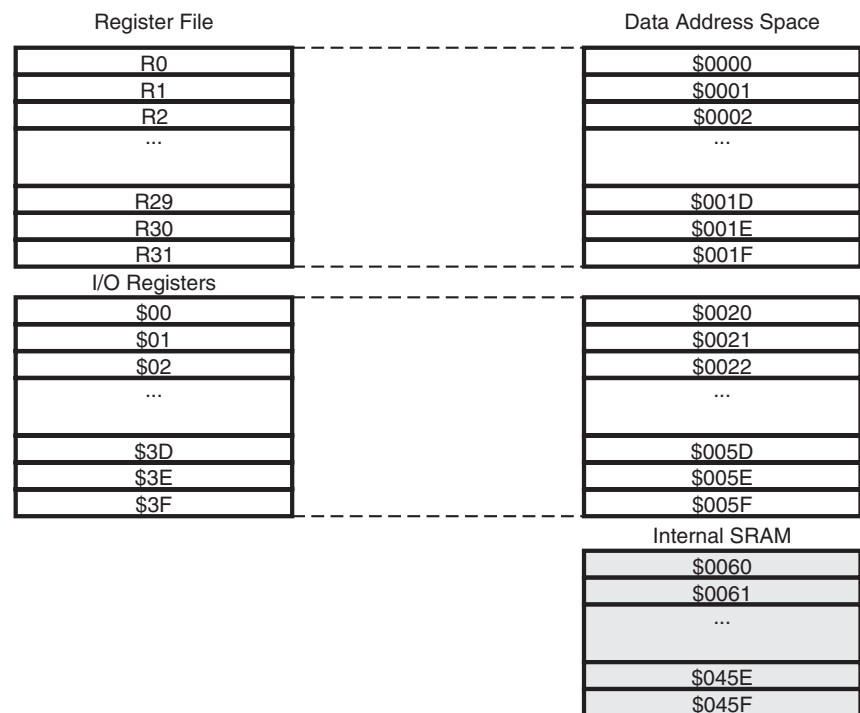 Register File Data Address Space
R0 $0000
R1 $0001
R2 $0002
... ...
R29 $001D
R30 $001E
R31 $001F
I/O Registers
$00 $0020
$01 $0021
$02 $0022
... ...
$3D $005D
$3E $005E
$3F $005F
Internal SRAM
$0060
$0061
...
$045E
$045F